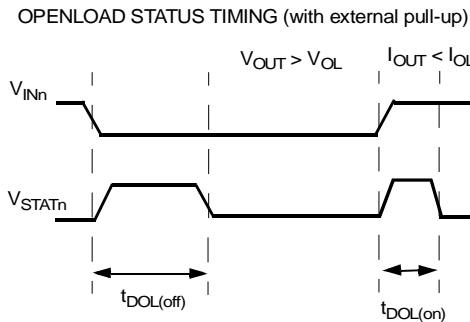 OPENLOAD STATUS TIMING (with external pull-up)
VOUT > VOL
IOUT < IOL
VINn
VSTATn
tDOL(off)
tDOL(on)